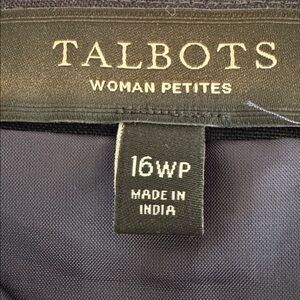 TALBOTS
WOMAN PETITES
16WP
MADE IN
INDIA